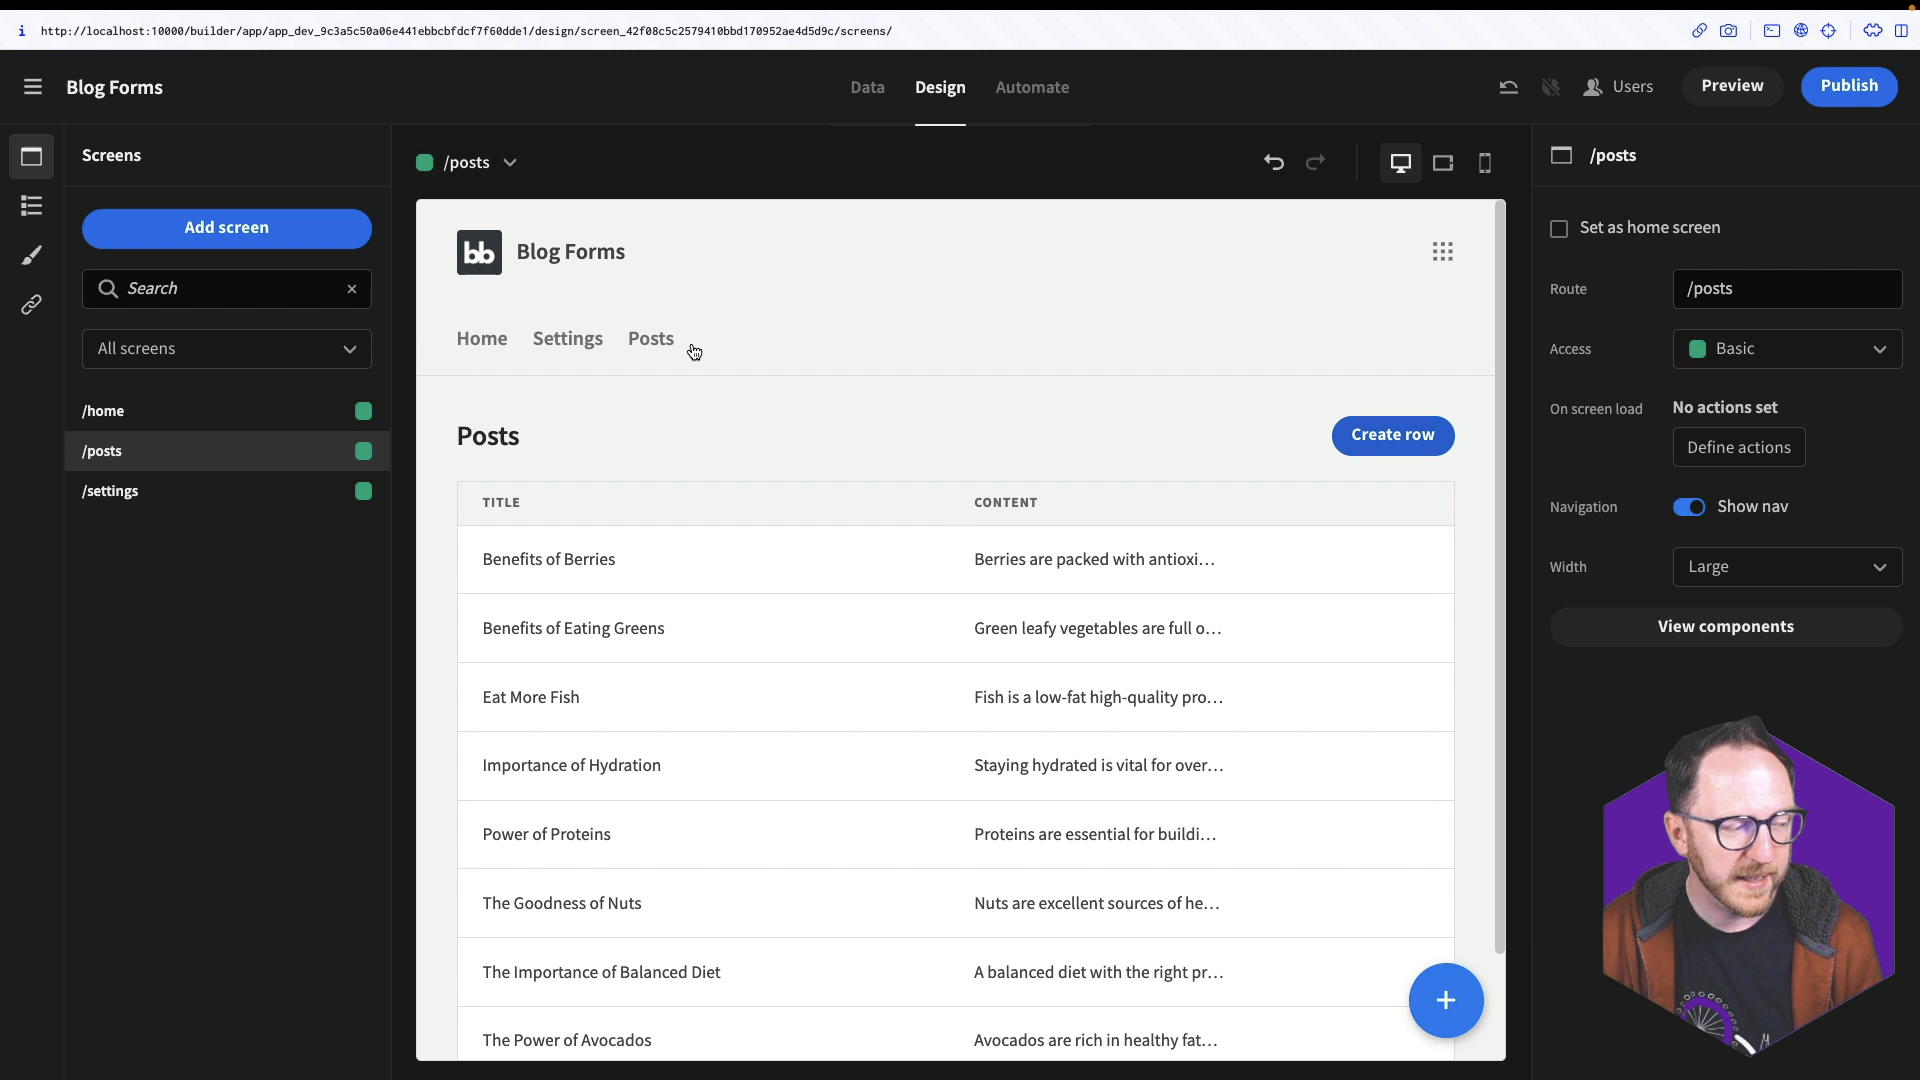 i http://localhost:10000/builder/app/app_dev_9c3a5c50a06e441ebbcbfdcf7f60dde1/design/screen_42f08c5c2579410bbd170952ae4d5d9c/screens/
Blog Forms
Data
Design
Automate
Users
Preview
Publish
Screens
Add screen
Search
All screens
/home
/posts
/settings
/posts
bb Blog Forms
Home Settings Posts
Posts
Create row
TITLE CONTENT
Benefits of Berries Berries are packed with antioxi...
Benefits of Eating Greens Green leafy vegetables are full o...
Eat More Fish Fish is a low-fat high-quality pro...
Importance of Hydration Staying hydrated is vital for over...
Power of Proteins Proteins are essential for buildi...
The Goodness of Nuts Nuts are excellent sources of he...
The Importance of Balanced Diet A balanced diet with the right pr...
The Power of Avocados Avocados are rich in healthy fat...
/posts
Set as home screen
Route /posts
Access Basic
On screen load No actions set
Define actions
Navigation Show nav
Width Large
View components